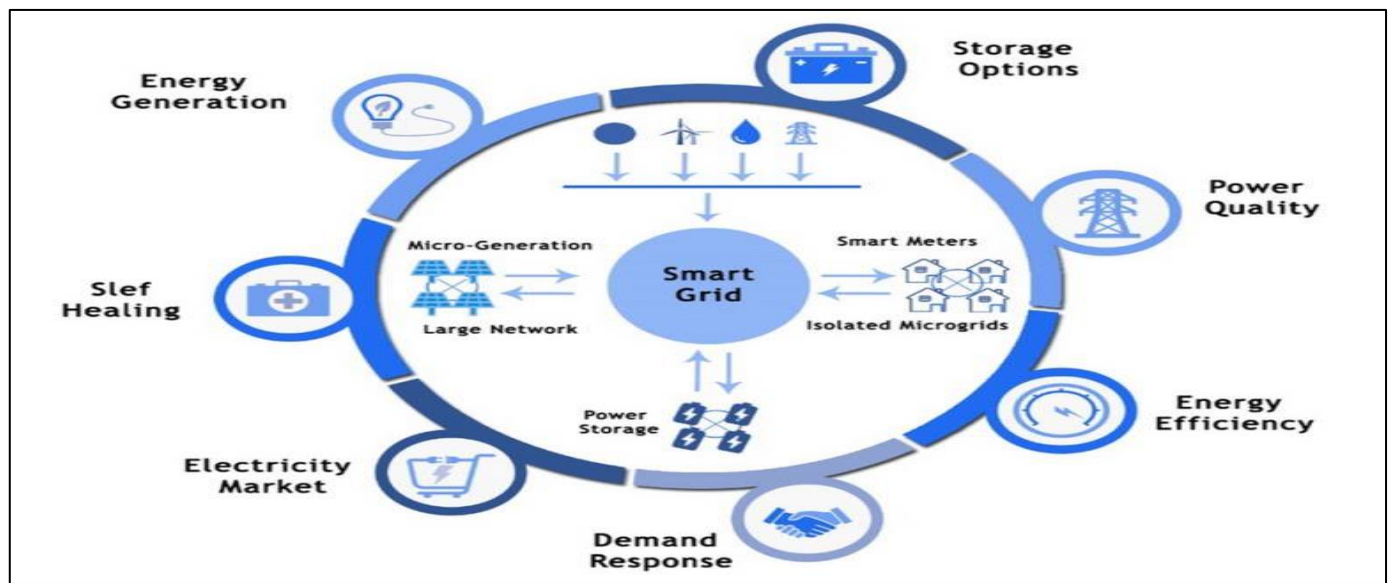 Storage
Options
Energy
Generation
Power
Quality
Micro-Generation
Smart Meters
Smart
Grid
Slef
Healing
Large Network
Isolated Microgrids
Power
Storage
Energy
Efficiency
Electricity
Market
Demand
Response